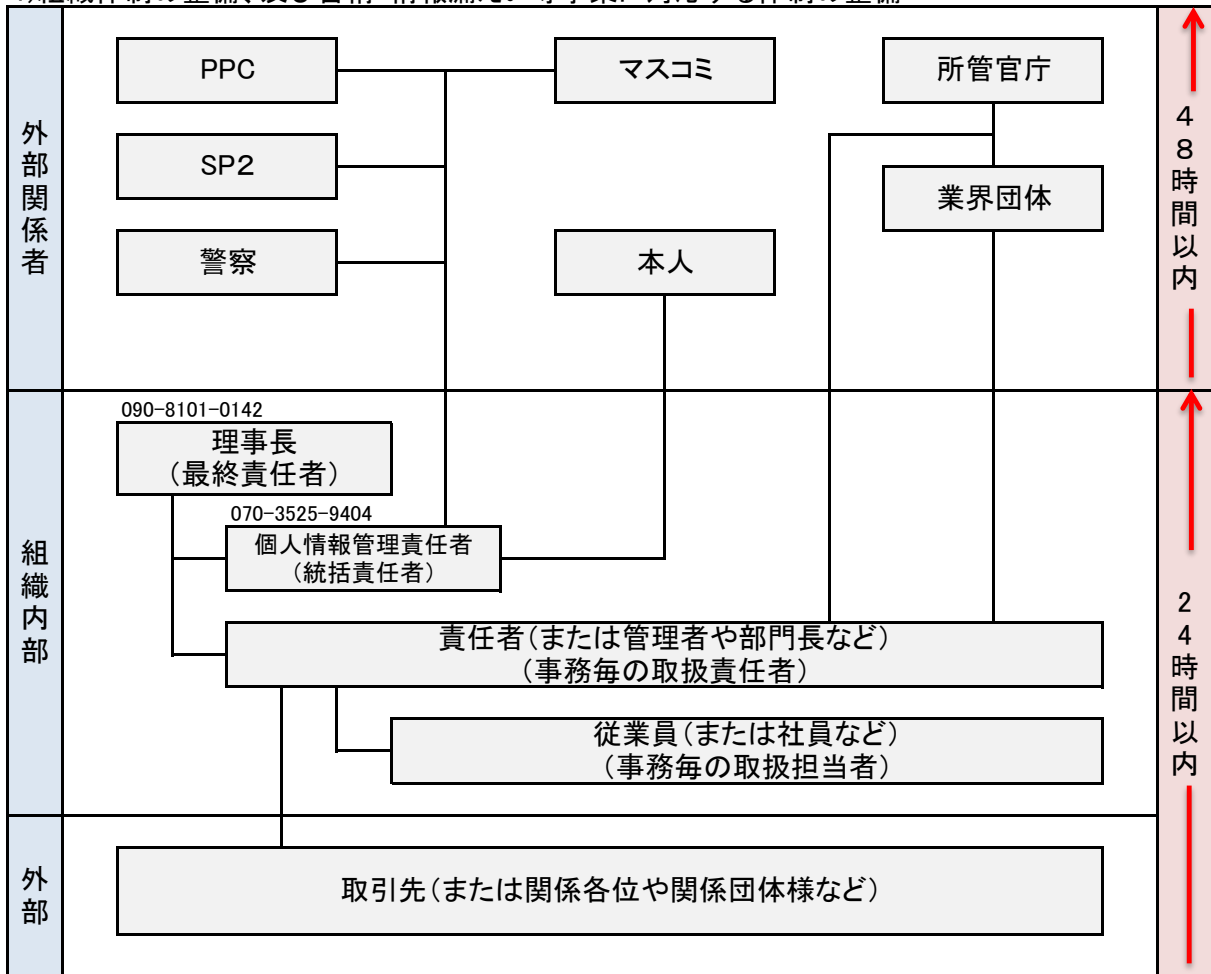 PPC
マスコミ
所管官庁
SP2
業界団体
警察
本人
外部関係者
48時間以内
090-8101-0142
理事長
(最終責任者)
070-3525-9404
個人情報管理責任者
(統括責任者)
責任者(または管理者や部門長など)
(事務毎の取扱責任者)
従業員(または社員など)
(事務毎の取扱担当者)
組織内部
24時間以内
取引先(または関係各位や関係団体様など)
外部